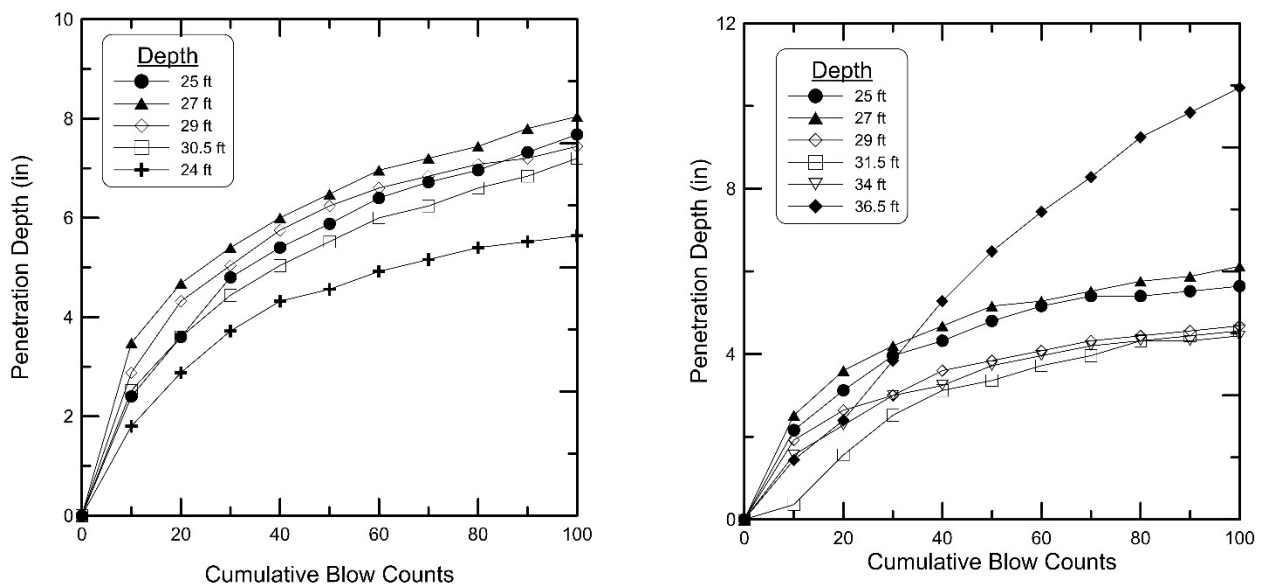 10
8
6
4
2
0
Penetration Depth (in)
Depth
25 ft
27 ft
29 ft
30.5 ft
24 ft
0 20 40 60 80 100
Cumulative Blow Counts
12
8
4
0
Penetration Depth (in)
Depth
25 ft
27 ft
29 ft
31.5 ft
34 ft
36.5 ft
0 20 40 60 80 100
Cumulative Blow Counts